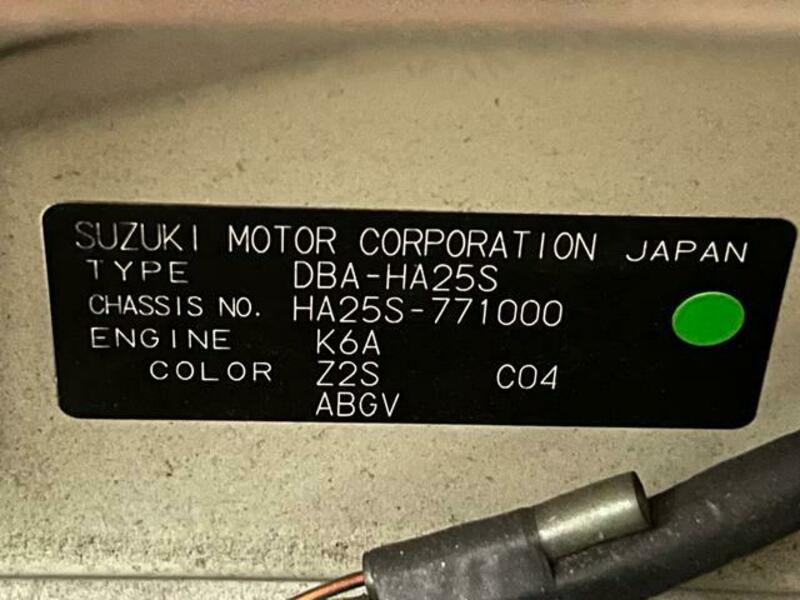 SUZUKI MOTOR CORPORATION JAPAN
TYPE DBA-HA25S
CHASSIS NO. HA25S-771000
ENGINE K6A
COLOR Z2S C04
ABGV